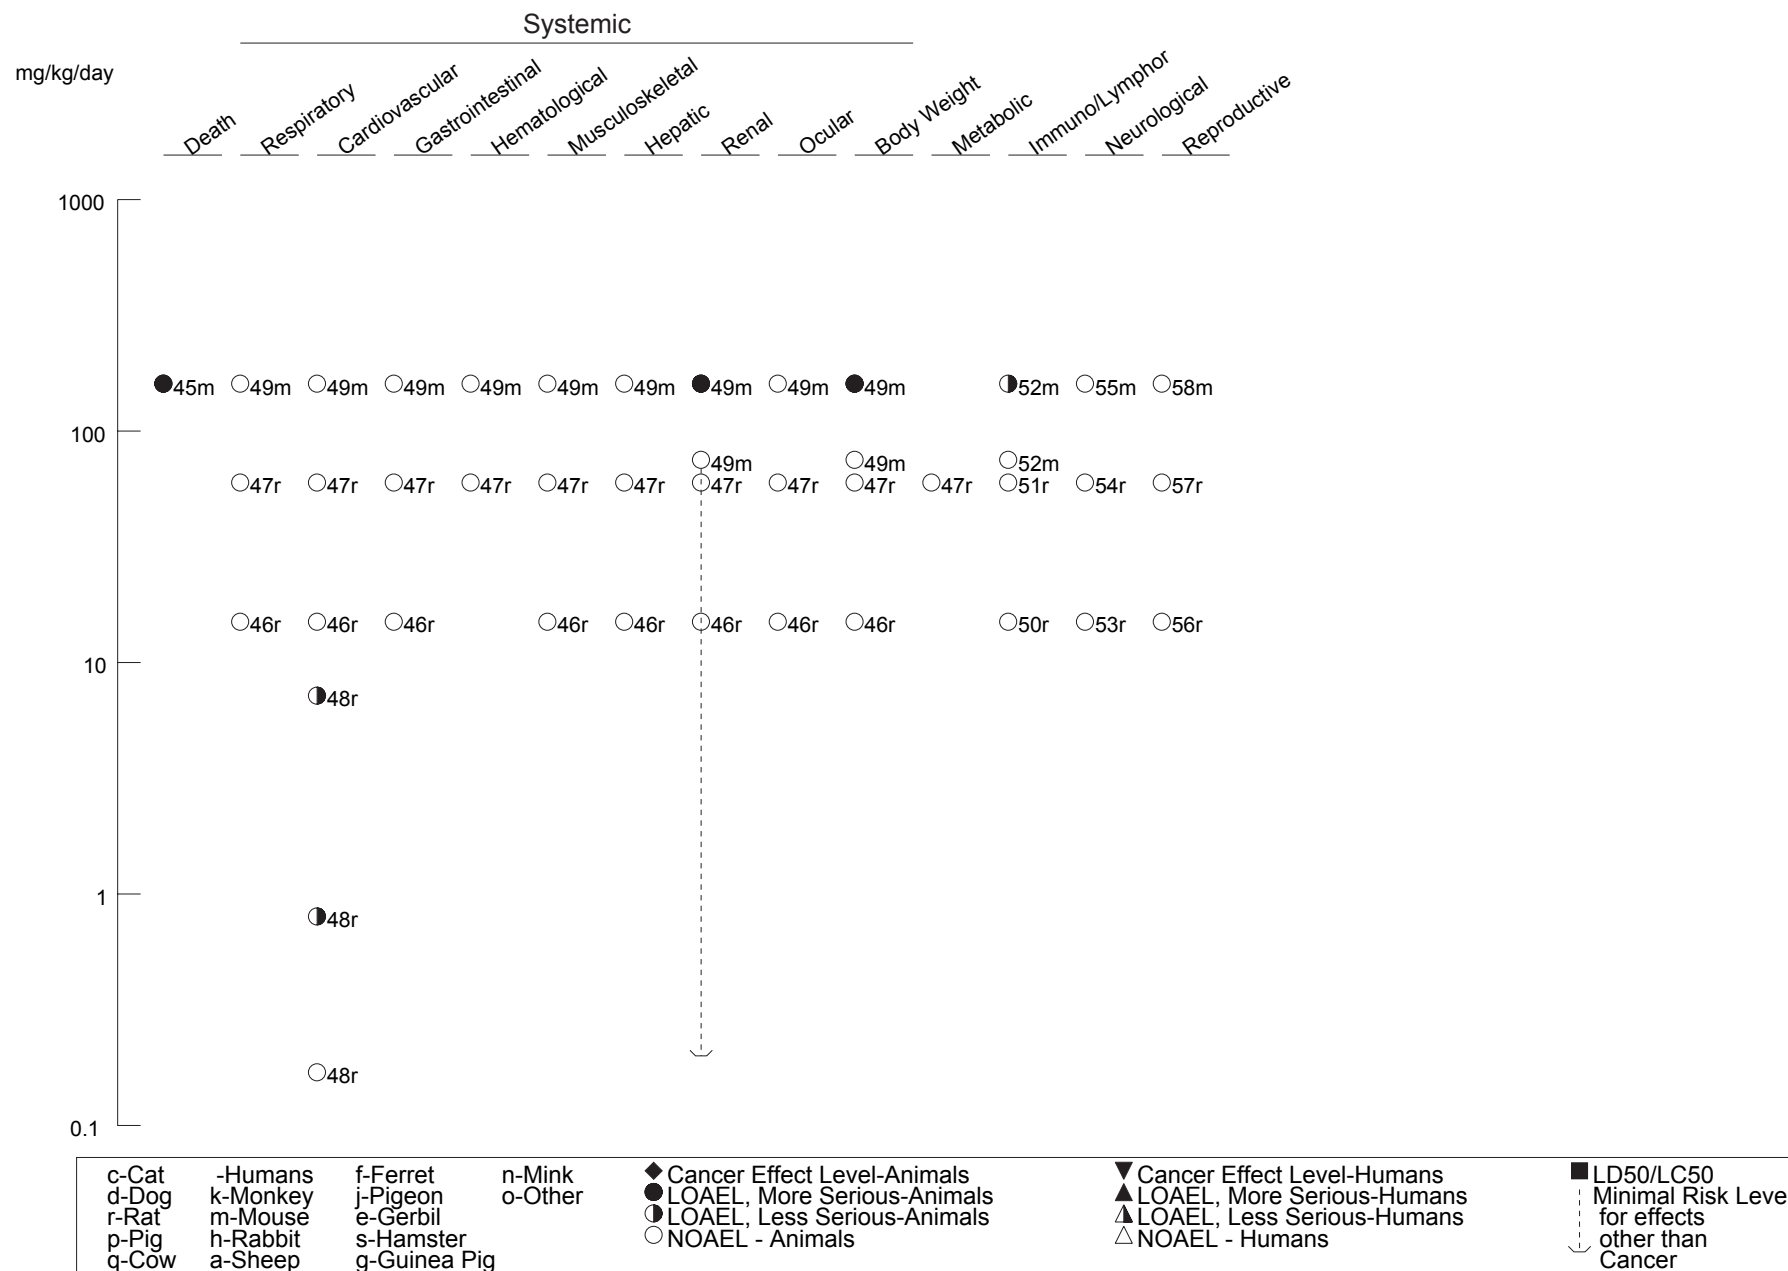 Systemic
mg/kg/day
Death Respiratory Cardiovascular Gastrointestinal Hematological Musculoskeletal Hepatic Renal Ocular Body Weight Metabolic Immuno/Lymphor Neurological Reproductive
1000
45m 49m 49m 49m 49m 49m 49m 49m 49m 49m 52m 55m 58m
100
49m 49m 52m
47r 47r 47r 47r 47r 47r 47r 47r 47r 47r 51r 54r 57r
46r 46r 46r 46r 46r 46r 46r 46r 50r 53r 56r
10
48r
1
48r
48r
0.1
c-Cat -Humans f-Ferret n-Mink Cancer Effect Level-Animals Cancer Effect Level-Humans LD50/LC50
d-Dog k-Monkey j-Pigeon o-Other LOAEL, More Serious-Animals LOAEL, More Serious-Humans Minimal Risk Leve
r-Rat m-Mouse e-Gerbil LOAEL, Less Serious-Animals LOAEL, Less Serious-Humans for effects
p-Pig h-Rabbit s-Hamster NOAEL - Animals NOAEL - Humans other than
q-Cow a-Sheep g-Guinea Pig Cancer